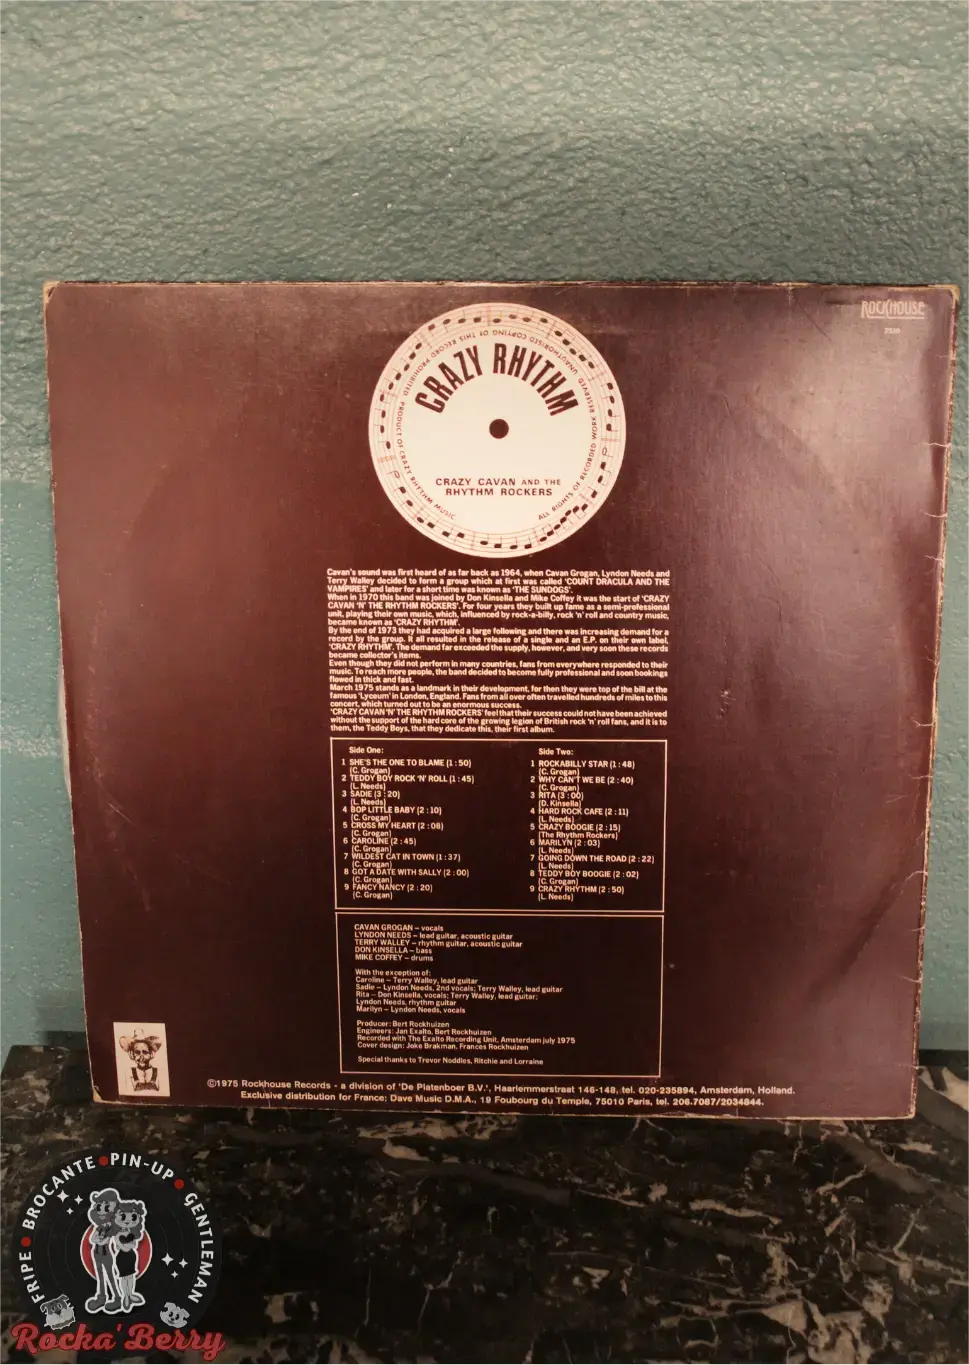 ROCKHOUSE
7510
CRAZY RHYTHM
UNAUTHORISED COPYING OF THIS RECORD PROHIBITED. PRODUCT OF CRAZY RHYTHM MUSIC
ALL RIGHTS OF RECORDED WORK RESERVED
CRAZY CAVAN AND THE
RHYTHM ROCKERS
Cavan's sound was first heard of as far back as 1964, when Cavan Grogan, Lyndon Needs and
Terry Walley decided to form a group which at first was called 'COUNT DRACULA AND THE
VAMPIRES' and later for a short time was known as 'THE SUNDOGS'.
When in 1970 this band was joined by Don Kinsella and Mike Coffey it was the start of 'CRAZY
CAVAN 'N' THE RHYTHM ROCKERS'. For four years they built up fame as a semi-professional
unit, playing their own music, which, influenced by rock-a-billy, rock 'n' roll and country music,
became known as 'CRAZY RHYTHM'.
By the end of 1973 they had acquired a large following and there was increasing demand for a
record by the group. It all resulted in the release of a single and an E.P. on their own label,
'CRAZY RHYTHM'. The demand far exceeded the supply, however, and very soon these records
became collector's items.
Even though they did not perform in many countries, fans from everywhere responded to their
music. To reach more people, the band decided to become fully professional and soon bookings
flowed in thick and fast.
March 1975 stands as a landmark in their development, for then they were top of the bill at the
famous 'Lyceum' in London, England. Fans from all over often travelled hundreds of miles to this
concert, which turned out to be an enormous success.
'CRAZY CAVAN 'N' THE RHYTHM ROCKERS' feel that their success could not have been achieved
without the support of the hard core of the growing legion of British rock 'n' roll fans, and it is to
them, the Teddy Boys, that they dedicate this, their first album.
Side One:
1 SHE'S THE ONE TO BLAME (1:50)
(C. Grogan)
2 TEDDY BOY ROCK 'N' ROLL (1:45)
(L. Needs)
3 SADIE (3:20)
(L. Needs)
4 BOP LITTLE BABY (2:10)
(C. Grogan)
5 CROSS MY HEART (2:08)
(C. Grogan)
6 CAROLINE (2:45)
(C. Grogan)
7 WILDEST CAT IN TOWN (1:37)
(C. Grogan)
8 GOT A DATE WITH SALLY (2:00)
(C. Grogan)
9 FANCY NANCY (2:20)
(C. Grogan)
Side Two:
1 ROCKABILLY STAR (1:48)
(C. Grogan)
2 WHY CAN'T WE BE (2:40)
(C. Grogan)
3 RITA (3:00)
(D. Kinsella)
4 HARD ROCK CAFE (2:11)
(L. Needs)
5 CRAZY BOOGIE (2:15)
(The Rhythm Rockers)
6 MARILYN (2:03)
(L. Needs)
7 GOING DOWN THE ROAD (2:22)
(L. Needs)
8 TEDDY BOY BOOGIE (2:02)
(C. Grogan)
9 CRAZY RHYTHM (2:50)
(L. Needs)
CAVAN GROGAN – vocals
LYNDON NEEDS – lead guitar, acoustic guitar
TERRY WALLEY – rhythm guitar, acoustic guitar
DON KINSELLA – bass
MIKE COFFEY – drums
With the exception of:
Caroline – Terry Walley, lead guitar
Sadie – Lyndon Needs, 2nd vocals; Terry Walley, lead guitar
Rita – Don Kinsella, vocals; Terry Walley, lead guitar;
Lyndon Needs, rhythm guitar
Marilyn – Lyndon Needs, vocals
Producer: Bert Rockhuizen
Engineers: Jan Exalto, Bert Rockhuizen
Recorded with The Exalto Recording Unit, Amsterdam july 1975
Cover design: Joke Brakman, Frances Rockhuizen
Special thanks to Trevor Noddles, Ritchie and Lorraine
©1975 Rockhouse Records - a division of 'De Platenboer B.V.', Haarlemmerstraat 146-148, tel. 020-235894, Amsterdam, Holland.
Exclusive distribution for France: Dave Music D.M.A., 19 Foubourg du Temple, 75010 Paris, tel. 206.7087/2034844.
FRIPE • BROCANTE • PIN-UP • GENTLEMAN
Rocka'Berry